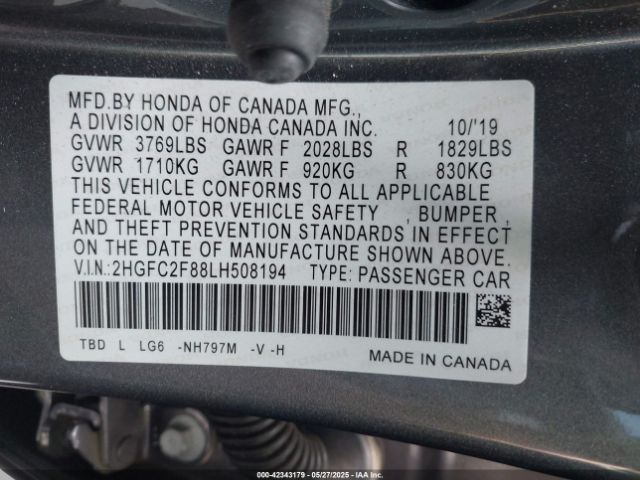 MFD.BY HONDA OF CANADA MFG.,
A DIVISION OF HONDA CANADA INC. 10/'19
GVWR 3769LBS GAWR F 2028LBS R 1829LBS
GVWR 1710KG GAWR F 920KG R 830KG
THIS VEHICLE CONFORMS TO ALL APPLICABLE
FEDERAL MOTOR VEHICLE SAFETY , BUMPER ,
AND THEFT PREVENTION STANDARDS IN EFFECT
ON THE DATE OF MANUFACTURE SHOWN ABOVE.
V.I.N.:2HGFC2F88LH508194 TYPE: PASSENGER CAR
TBD L LG6 -NH797M -V -H
MADE IN CANADA
000-42343179 | 05/27/2025 | IAAI.COM